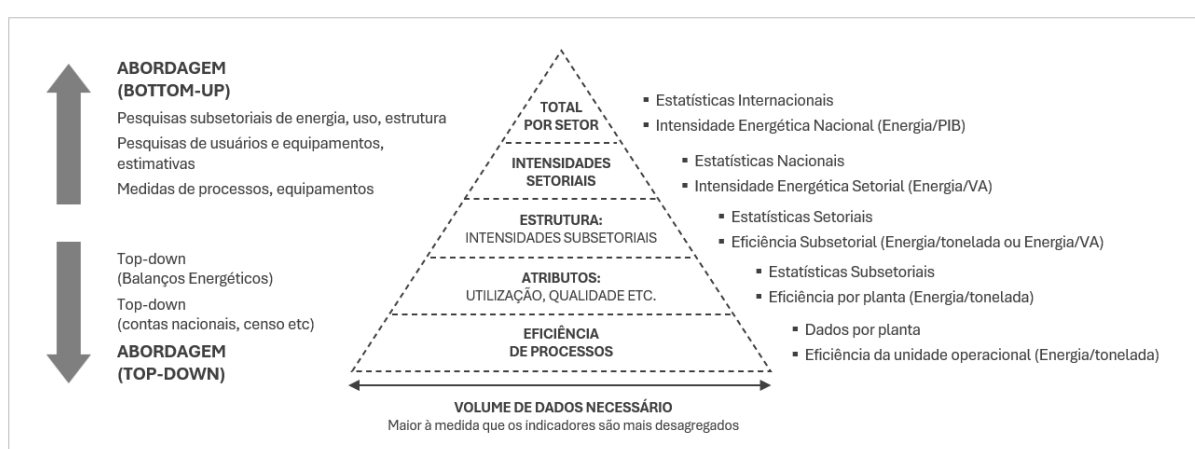 ABORDAGEM
(BOTTOM-UP)
Pesquisas subsetoriais de energia, uso, estrutura
Pesquisas de usuários e equipamentos,
estimativas
Medidas de processos, equipamentos
Top-down
(Balanços Energéticos)
Top-down
(contas nacionais, censo etc)
ABORDAGEM
(TOP-DOWN)
TOTAL
POR SETOR
INTENSIDADES
SETORIAIS
ESTRUTURA:
INTENSIDADES SUBSETORIAIS
ATRIBUTOS:
UTILIZAÇÃO, QUALIDADE ETC.
EFICIÊNCIA
DE PROCESSOS
▪ Estatísticas Internacionais
▪ Intensidade Energética Nacional (Energia/PIB)
▪ Estatísticas Nacionais
▪ Intensidade Energética Setorial (Energia/VA)
▪ Estatísticas Setoriais
▪ Eficiência Subsetorial (Energia/tonelada ou Energia/VA)
▪ Estatísticas Subsetoriais
▪ Eficiência por planta (Energia/tonelada)
▪ Dados por planta
▪ Eficiência da unidade operacional (Energia/tonelada)
VOLUME DE DADOS NECESSÁRIO
Maior à medida que os indicadores são mais desagregados